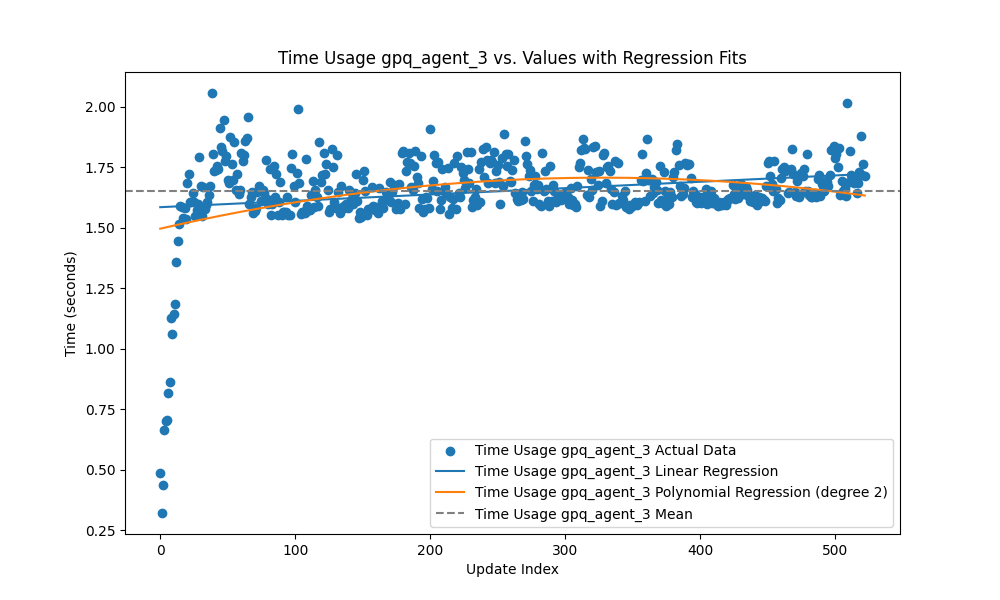 Time Usage gpq_agent_3 vs. Values with Regression Fits
2.00
1.75
1.50
1.25
1.00
0.75
0.50
0.25
Time (seconds)
0
100
200
300
400
500
Update Index
Time Usage gpq_agent_3 Actual Data
Time Usage gpq_agent_3 Linear Regression
Time Usage gpq_agent_3 Polynomial Regression (degree 2)
Time Usage gpq_agent_3 Mean